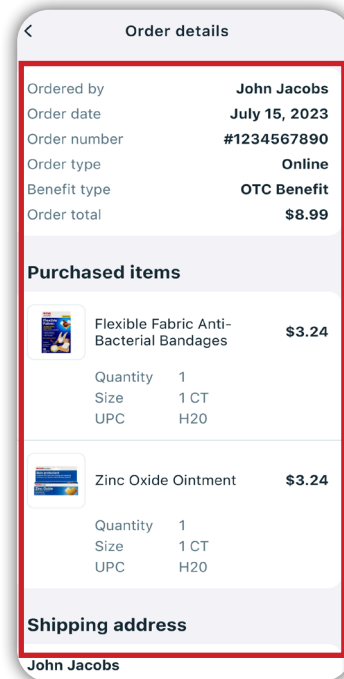 Order details
Ordered by John Jacobs
Order date July 15, 2023
Order number #1234567890
Order type Online
Benefit type OTC Benefit
Order total $8.99
Purchased items
Flexible Fabric Anti-
Bacterial Bandages $3.24
Quantity 1
Size 1 CT
UPC H20
Zinc Oxide Ointment $3.24
Quantity 1
Size 1 CT
UPC H20
Shipping address
John Jacobs